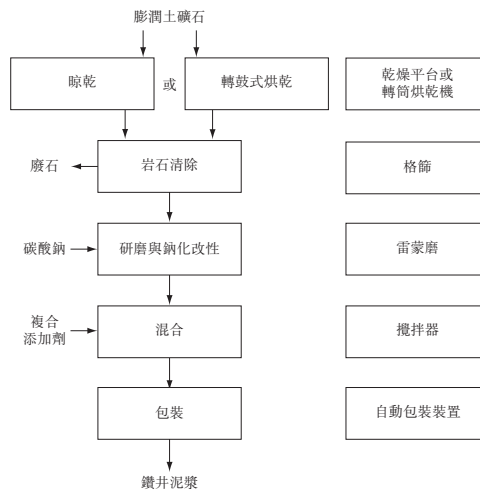 膨潤土礦石
晾乾
或
轉鼓式烘乾
乾燥平台或
轉筒烘乾機
廢石
岩石清除
格篩
碳酸鈉
研磨與鈉化改性
雷蒙磨
複合
添加劑
混合
攪拌器
包裝
自動包裝裝置
鑽井泥漿